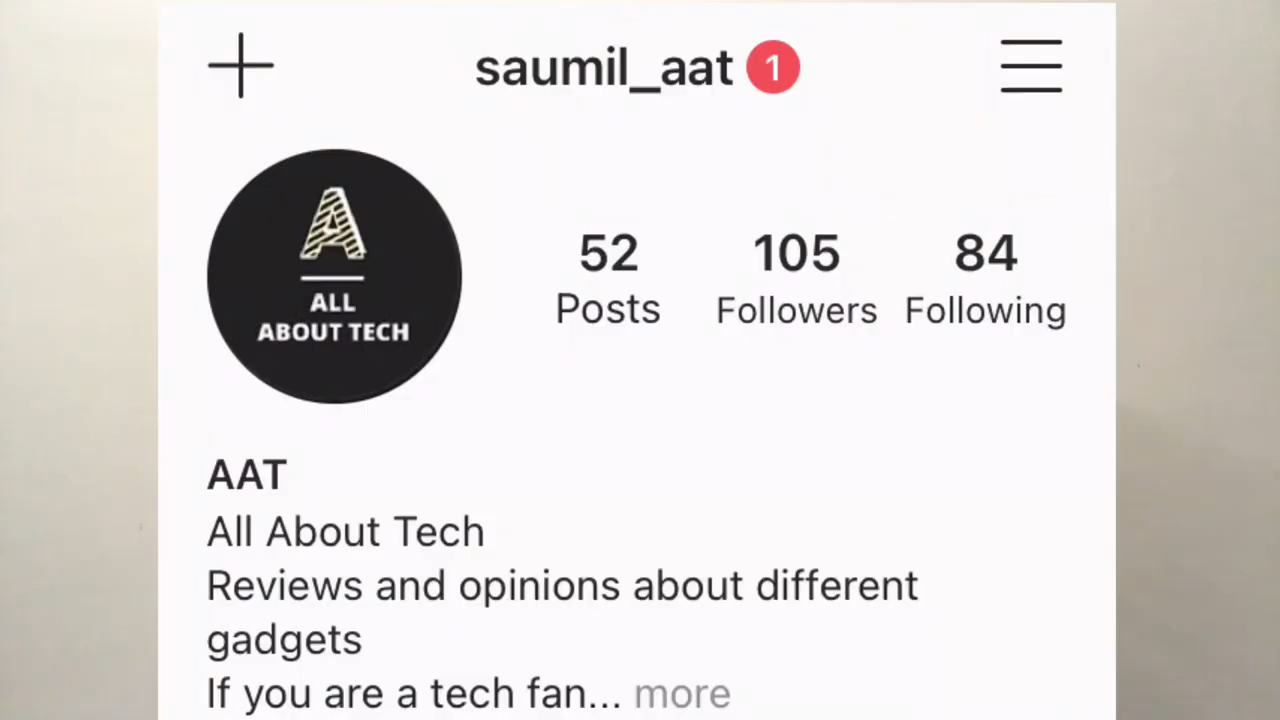 saumil_aat 1
A
ALL
ABOUT TECH
52 105 84
Posts Followers Following
AAT
All About Tech
Reviews and opinions about different
gadgets
If you are a tech fan... more